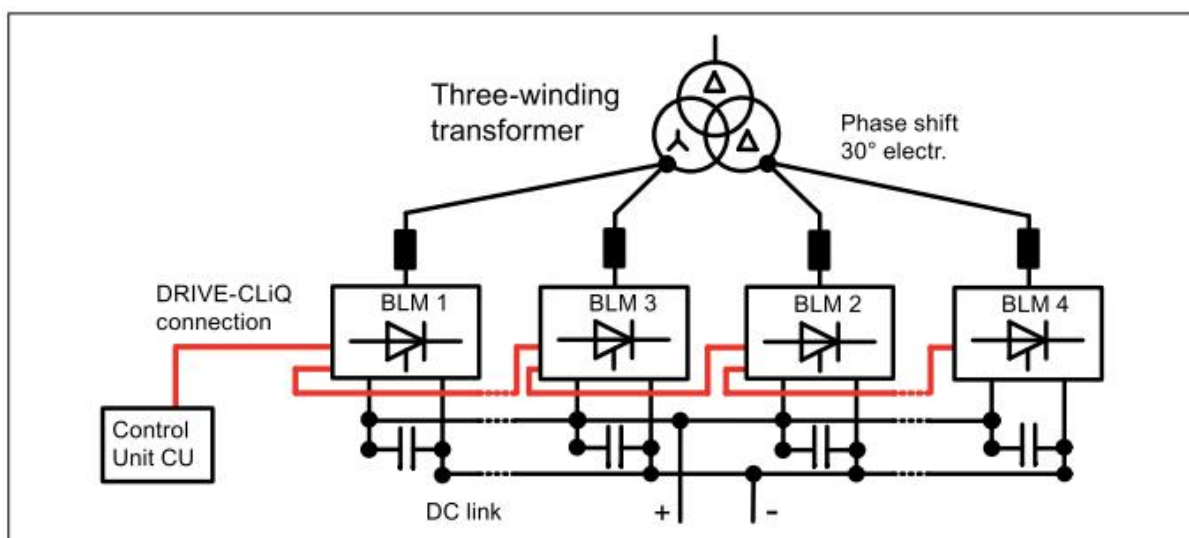 Three-winding
transformer
Δ
Δ
Phase shift
30° electr.
DRIVE-CLiQ
connection
BLM 1
BLM 3
BLM 2
BLM 4
Control
Unit CU
DC link
+
-